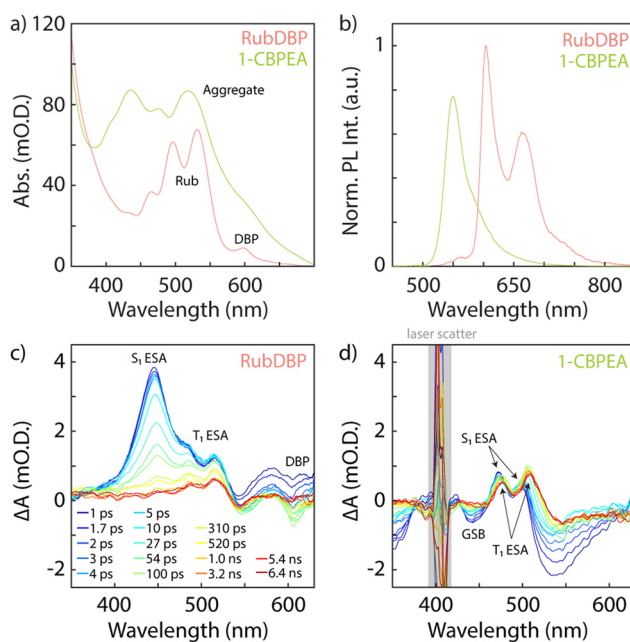 a)
RubDBP
1-CBPEA
120
80
40
0
Abs. (mO.D.)
Aggregate
Rub
DBP
400
500
600
Wavelength (nm)
b)
RubDBP
1-CBPEA
1
0
Norm. PL Int. (a.u.)
450
650
850
Wavelength (nm)
c)
RubDBP
4
2
0
-2
ΔA (mO.D.)
S₁ ESA
T₁ ESA
DBP
1 ps
5 ps
1.7 ps
10 ps
310 ps
2 ps
27 ps
520 ps
3 ps
54 ps
1.0 ns
5.4 ns
4 ps
100 ps
3.2 ns
6.4 ns
400
500
600
Wavelength (nm)
laser scatter
d)
1-CBPEA
4
2
0
-2
ΔA (mO.D.)
S₁ ESA
GSB
T₁ ESA
400
500
600
Wavelength (nm)